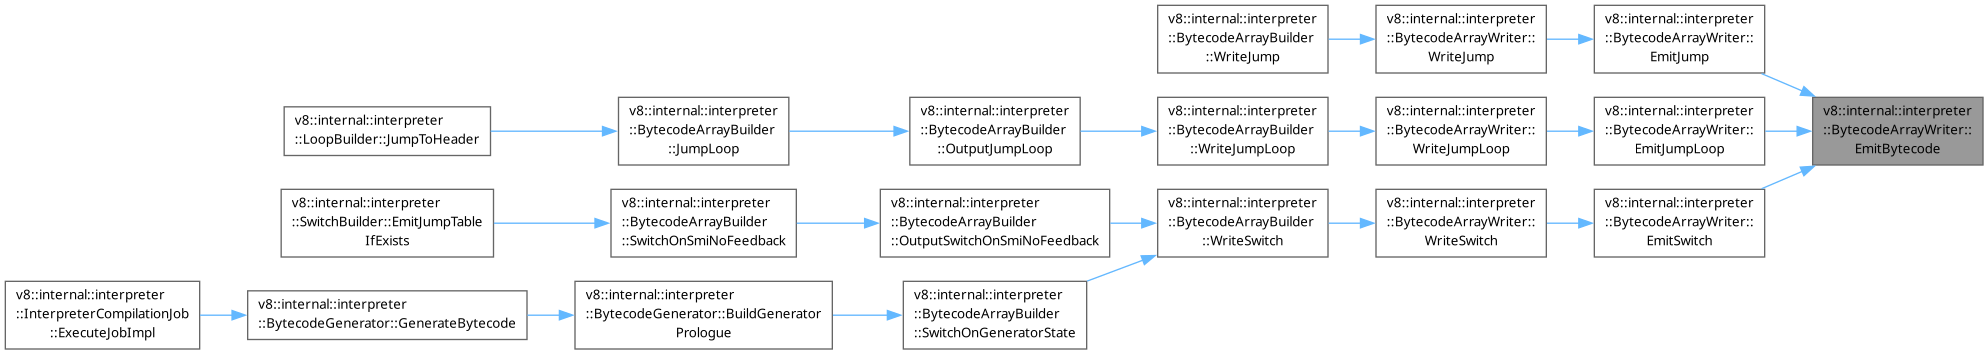 v8::internal::interpreter
::BytecodeArrayBuilder
::WriteJump
v8::internal::interpreter
::BytecodeArrayWriter::
WriteJump
v8::internal::interpreter
::BytecodeArrayWriter::
EmitJump
v8::internal::interpreter
::LoopBuilder::JumpToHeader
v8::internal::interpreter
::BytecodeArrayBuilder
::JumpLoop
v8::internal::interpreter
::BytecodeArrayBuilder
::OutputJumpLoop
v8::internal::interpreter
::BytecodeArrayBuilder
::WriteJumpLoop
v8::internal::interpreter
::BytecodeArrayWriter::
WriteJumpLoop
v8::internal::interpreter
::BytecodeArrayWriter::
EmitJumpLoop
v8::internal::interpreter
::BytecodeArrayWriter::
EmitBytecode
v8::internal::interpreter
::SwitchBuilder::EmitJumpTable
IfExists
v8::internal::interpreter
::BytecodeArrayBuilder
::SwitchOnSmiNoFeedback
v8::internal::interpreter
::BytecodeArrayBuilder
::OutputSwitchOnSmiNoFeedback
v8::internal::interpreter
::BytecodeArrayBuilder
::WriteSwitch
v8::internal::interpreter
::BytecodeArrayWriter::
WriteSwitch
v8::internal::interpreter
::BytecodeArrayWriter::
EmitSwitch
v8::internal::interpreter
::InterpreterCompilationJob
::ExecuteJobImpl
v8::internal::interpreter
::BytecodeGenerator::GenerateBytecode
v8::internal::interpreter
::BytecodeGenerator::BuildGenerator
Prologue
v8::internal::interpreter
::BytecodeArrayBuilder
::SwitchOnGeneratorState